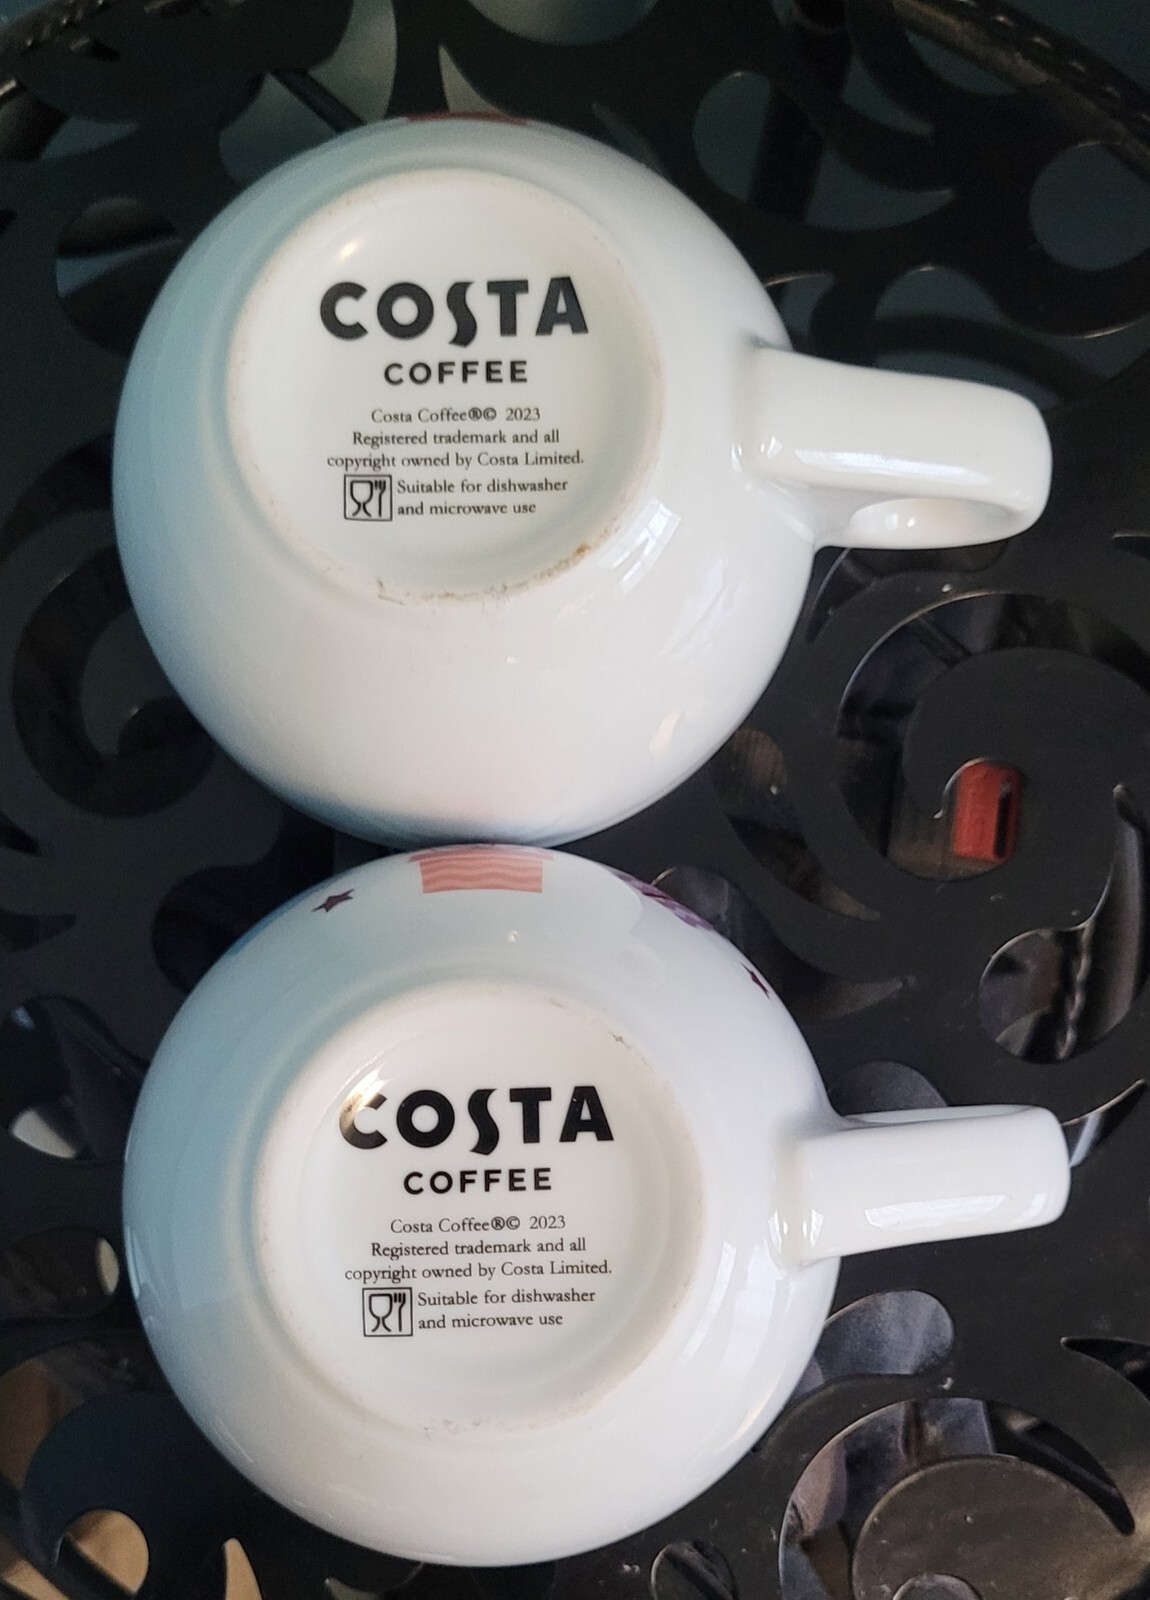 COSTA
COFFEE
Costa Coffee®© 2023
Registered trademark and all
copyright owned by Costa Limited.
Suitable for dishwasher
and microwave use
COSTA
COFFEE
Costa Coffee®© 2023
Registered trademark and all
copyright owned by Costa Limited.
Suitable for dishwasher
and microwave use